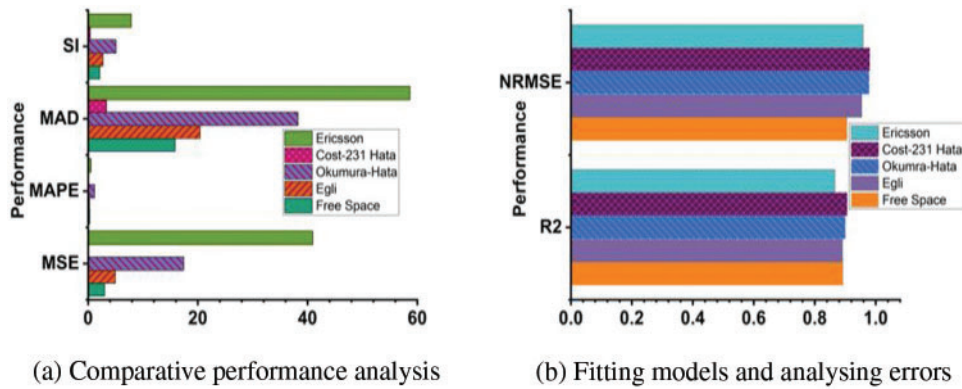 SI
MAD
MAPE
MSE
Performance
Ericsson
Cost-231 Hata
Okumura-Hata
Egli
Free Space
0
20
40
60
(a) Comparative performance analysis
NRMSE
R2
Performance
Ericsson
Cost-231 Hata
Okumra-Hata
Egli
Free Space
0.0
0.2
0.4
0.6
0.8
1.0
(b) Fitting models and analysing errors